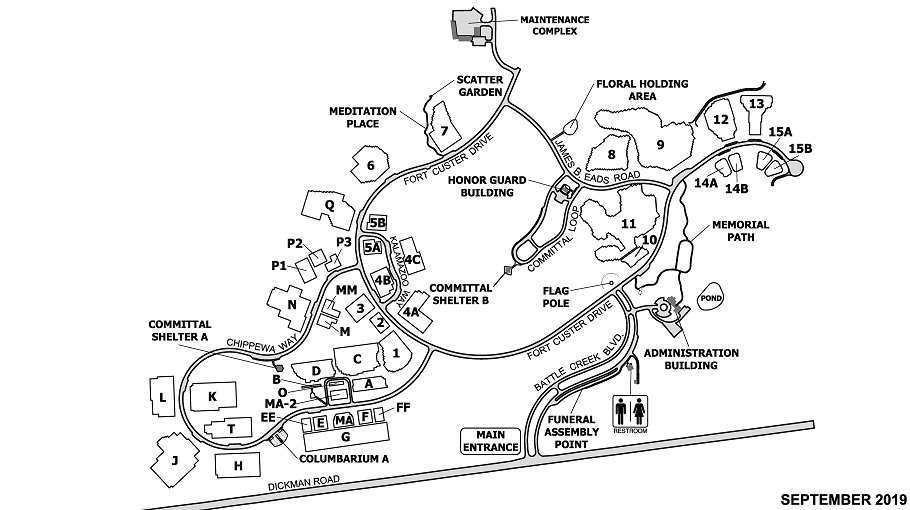 MAINTENANCE
COMPLEX
SCATTER
GARDEN
FLORAL HOLDING
AREA
MEDITATION
PLACE
7
6
FORT CUSTER DRIVE
JAMES B. EADS ROAD
8
9
12
13
15A
15B
14A
14B
HONOR GUARD
BUILDING
Q
5B
5A
KALAMAZOO WAY
4C
4B
4A
COMMITTAL LOOP
11
10
MEMORIAL
PATH
P2
P3
P1
COMMITTAL
SHELTER B
FLAG
POLE
POND
N
MM
M
3
2
1
COMMITTAL
SHELTER A
CHIPPEWA WAY
FORT CUSTER DRIVE
BATTLE CREEK BLVD.
ADMINISTRATION
BUILDING
D
C
B
A
O
MA-2
L
K
EE
E
MA
F
FF
G
T
J
H
COLUMBARIUM A
MAIN
ENTRANCE
FUNERAL
ASSEMBLY
POINT
RESTROOM
DICKMAN ROAD
SEPTEMBER 2019